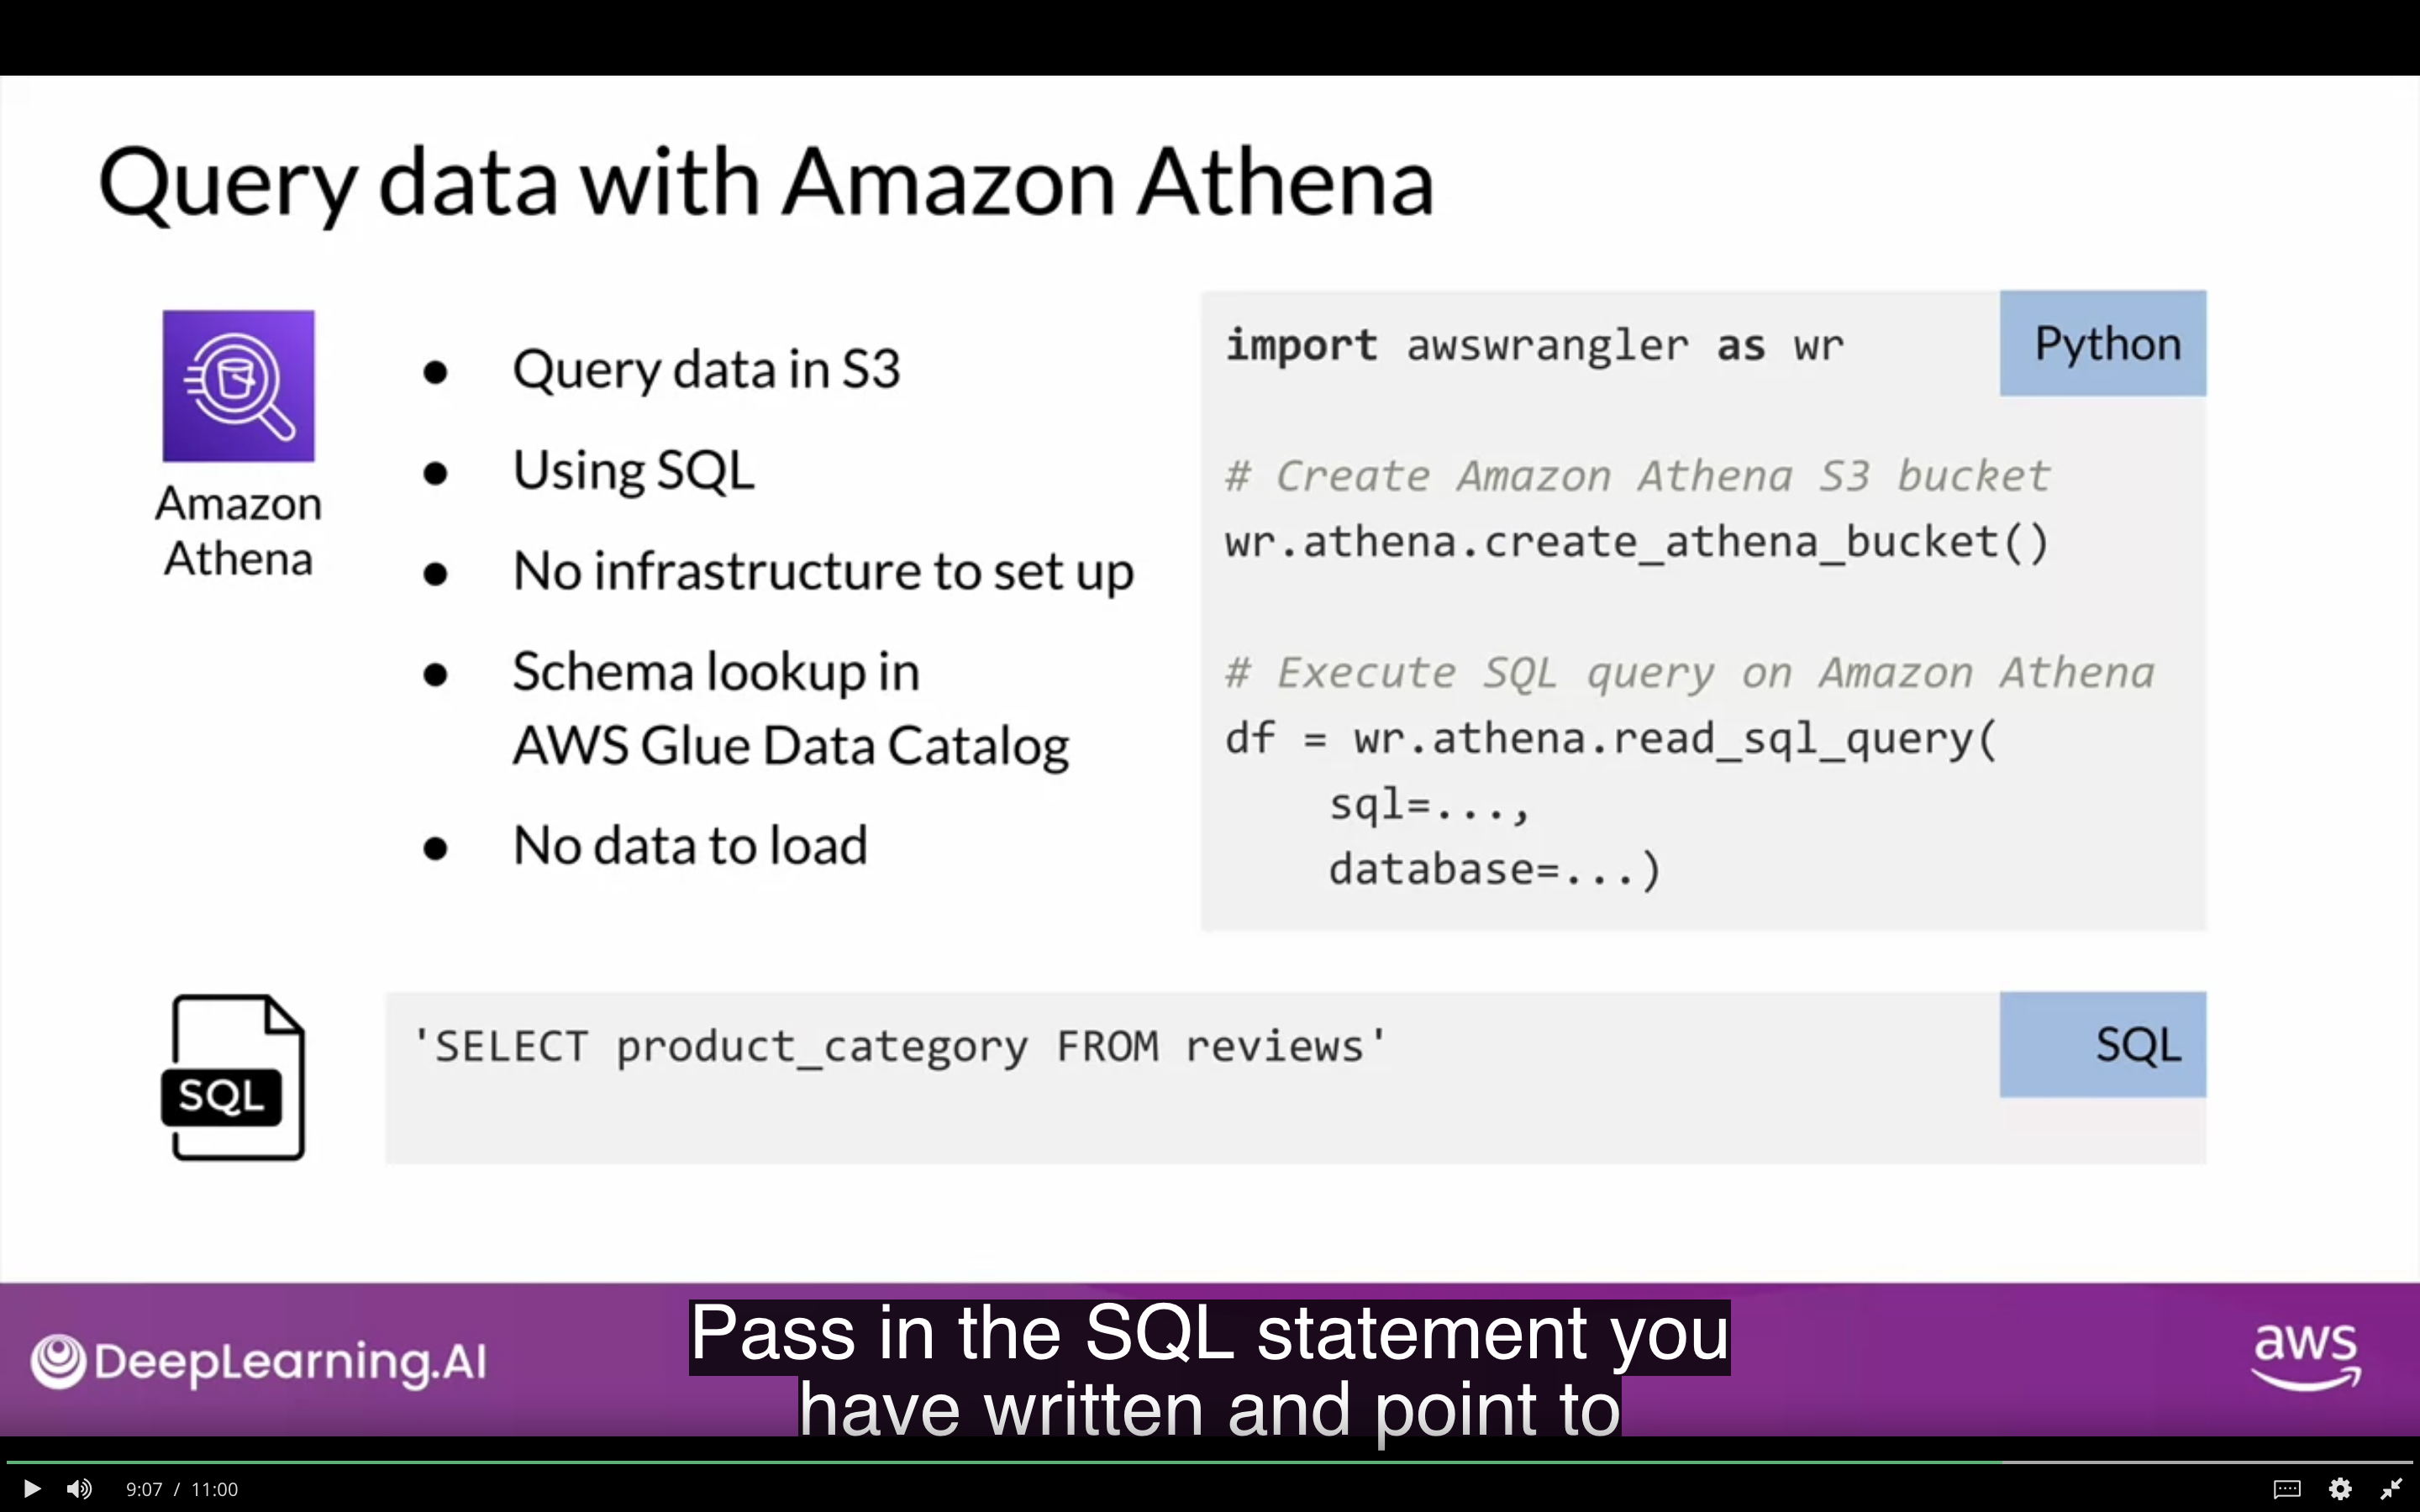 Query data with Amazon Athena
Amazon
Athena
● Query data in S3
● Using SQL
● No infrastructure to set up
● Schema lookup in
AWS Glue Data Catalog
● No data to load
Python
import awswrangler as wr
# Create Amazon Athena S3 bucket
wr.athena.create_athena_bucket()
# Execute SQL query on Amazon Athena
df = wr.athena.read_sql_query(
    sql=...,
    database=...)
SQL
'SELECT product_category FROM reviews'
SQL
DeepLearning.AI
Pass in the SQL statement you
have written and point to
aws
9:07 / 11:00